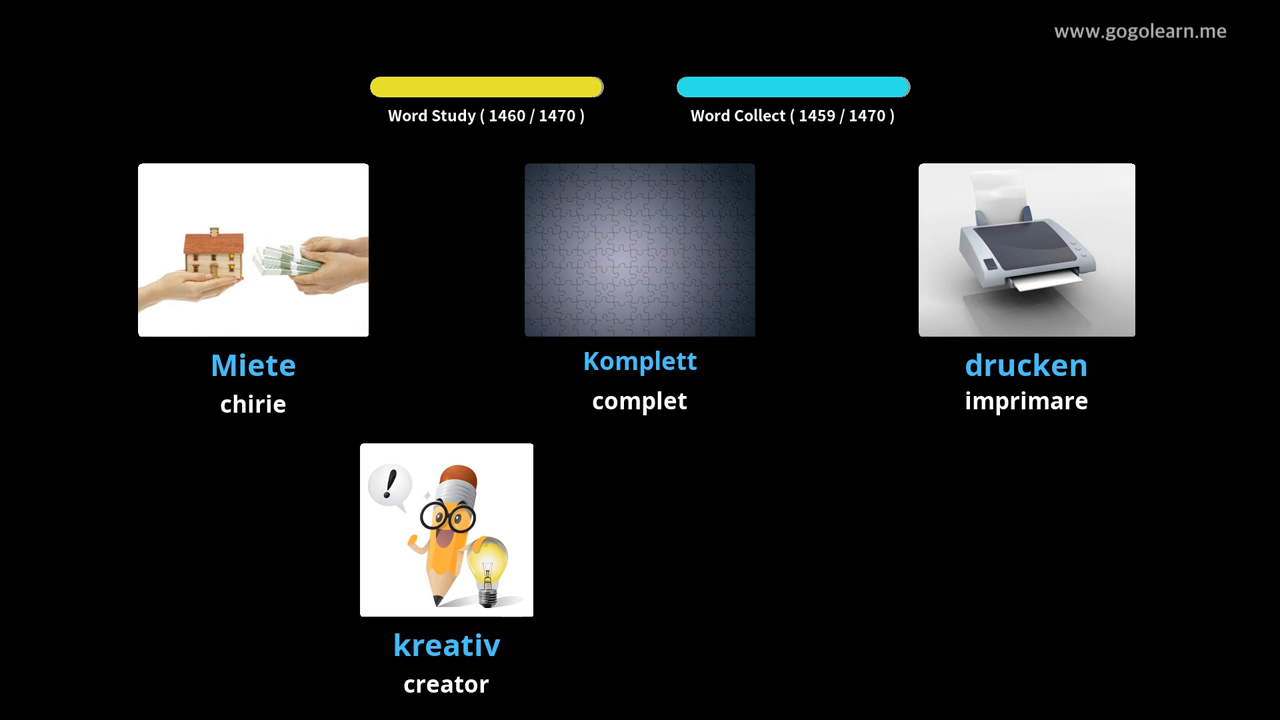 www.gogolearn.me
Word Study ( 1460 / 1470 )
Word Collect ( 1459 / 1470 )
Miete
chirie
Komplett
complet
drucken
imprimare
!
kreativ
creator